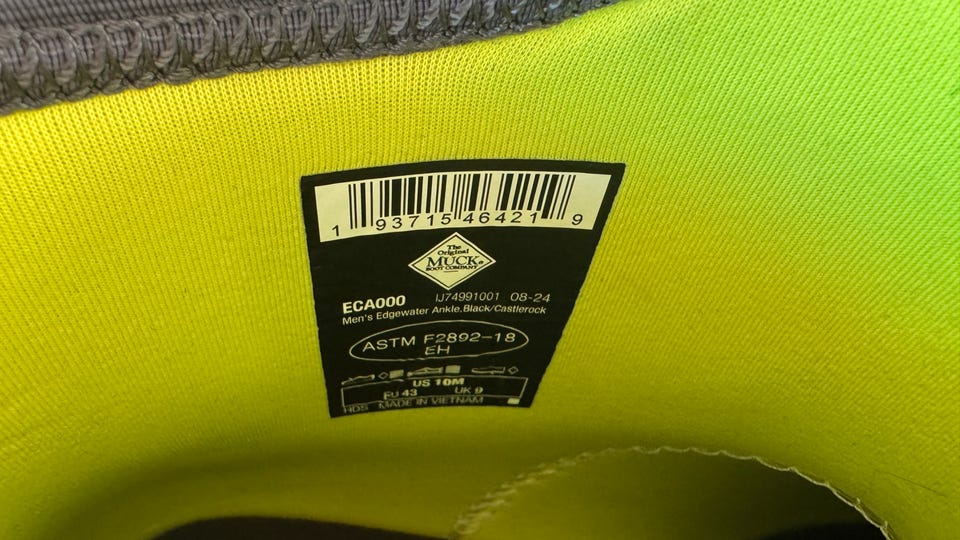 1 93715 46421 9
The
Original
MUCK
BOOT COMPANY
ECA000 IJ74991001 08-24
Men's Edgewater Ankle.Black/Castlerock
ASTM F2892-18
EH
US 10M
EU 43 UK 9
RDS MADE IN VIETNAM